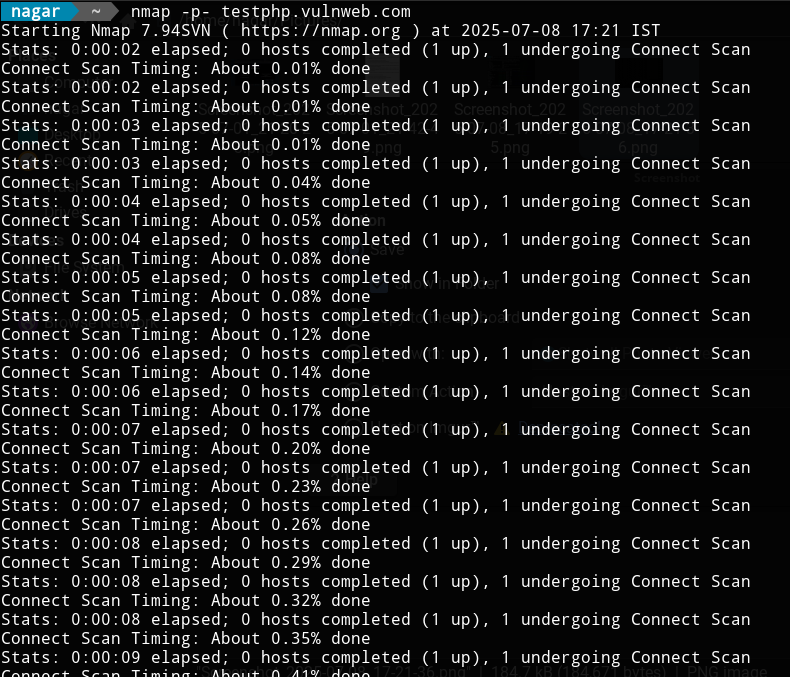 nagar ~ nmap -p- testphp.vulnweb.com
Starting Nmap 7.94SVN ( https://nmap.org ) at 2025-07-08 17:21 IST
Stats: 0:00:02 elapsed; 0 hosts completed (1 up), 1 undergoing Connect Scan
Connect Scan Timing: About 0.01% done
Stats: 0:00:02 elapsed; 0 hosts completed (1 up), 1 undergoing Connect Scan
Connect Scan Timing: About 0.01% done
Stats: 0:00:03 elapsed; 0 hosts completed (1 up), 1 undergoing Connect Scan
Connect Scan Timing: About 0.01% done
Stats: 0:00:03 elapsed; 0 hosts completed (1 up), 1 undergoing Connect Scan
Connect Scan Timing: About 0.04% done
Stats: 0:00:04 elapsed; 0 hosts completed (1 up), 1 undergoing Connect Scan
Connect Scan Timing: About 0.05% done
Stats: 0:00:04 elapsed; 0 hosts completed (1 up), 1 undergoing Connect Scan
Connect Scan Timing: About 0.08% done
Stats: 0:00:05 elapsed; 0 hosts completed (1 up), 1 undergoing Connect Scan
Connect Scan Timing: About 0.08% done
Stats: 0:00:05 elapsed; 0 hosts completed (1 up), 1 undergoing Connect Scan
Connect Scan Timing: About 0.12% done
Stats: 0:00:06 elapsed; 0 hosts completed (1 up), 1 undergoing Connect Scan
Connect Scan Timing: About 0.14% done
Stats: 0:00:06 elapsed; 0 hosts completed (1 up), 1 undergoing Connect Scan
Connect Scan Timing: About 0.17% done
Stats: 0:00:07 elapsed; 0 hosts completed (1 up), 1 undergoing Connect Scan
Connect Scan Timing: About 0.20% done
Stats: 0:00:07 elapsed; 0 hosts completed (1 up), 1 undergoing Connect Scan
Connect Scan Timing: About 0.23% done
Stats: 0:00:07 elapsed; 0 hosts completed (1 up), 1 undergoing Connect Scan
Connect Scan Timing: About 0.26% done
Stats: 0:00:08 elapsed; 0 hosts completed (1 up), 1 undergoing Connect Scan
Connect Scan Timing: About 0.29% done
Stats: 0:00:08 elapsed; 0 hosts completed (1 up), 1 undergoing Connect Scan
Connect Scan Timing: About 0.32% done
Stats: 0:00:08 elapsed; 0 hosts completed (1 up), 1 undergoing Connect Scan
Connect Scan Timing: About 0.35% done
Stats: 0:00:09 elapsed; 0 hosts completed (1 up), 1 undergoing Connect Scan
Connect Scan Timing: About 0.41% done